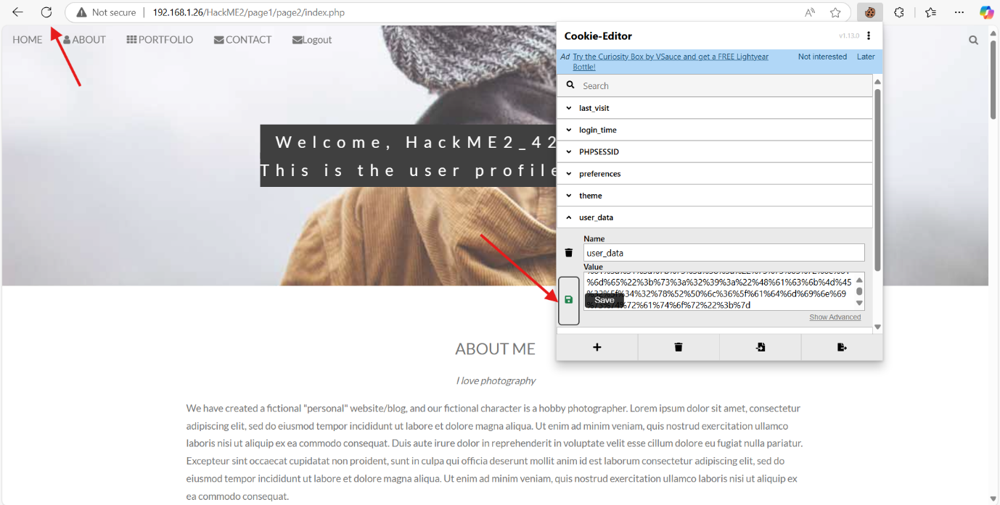 Not secure
192.168.1.26/HackME2/page1/page2/index.php
HOME ABOUT PORTFOLIO CONTACT Logout
Welcome, HackME2_42
This is the user profile
Cookie-Editor v1.13.0
Ad Try the Curiosity Box by VSauce and get a FREE Lightyear Bottle! Not interested Later
Search
last_visit
login_time
PHPSESSID
preferences
theme
user_data
Name
user_data
Value
%6d%65%22%3b%73%3a%32%39%3a%22%48%61%63%6b%4d%45
%34%32%78%52%50%6c%36%5f%61%64%6d%69%6e%69
%74%72%61%74%6f%72%22%3b%7d
Save
Show Advanced
ABOUT ME
I love photography
We have created a fictional "personal" website/blog, and our fictional character is a hobby photographer. Lorem ipsum dolor sit amet, consectetur
adipiscing elit, sed do eiusmod tempor incididunt ut labore et dolore magna aliqua. Ut enim ad minim veniam, quis nostrud exercitation ullamco
laboris nisi ut aliquip ex ea commodo consequat. Duis aute irure dolor in reprehenderit in voluptate velit esse cillum dolore eu fugiat nulla pariatur.
Excepteur sint occaecat cupidatat non proident, sunt in culpa qui officia deserunt mollit anim id est laborum consectetur adipiscing elit, sed do
eiusmod tempor incididunt ut labore et dolore magna aliqua. Ut enim ad minim veniam, quis nostrud exercitation ullamco laboris nisi ut aliquip ex
ea commodo consequat.